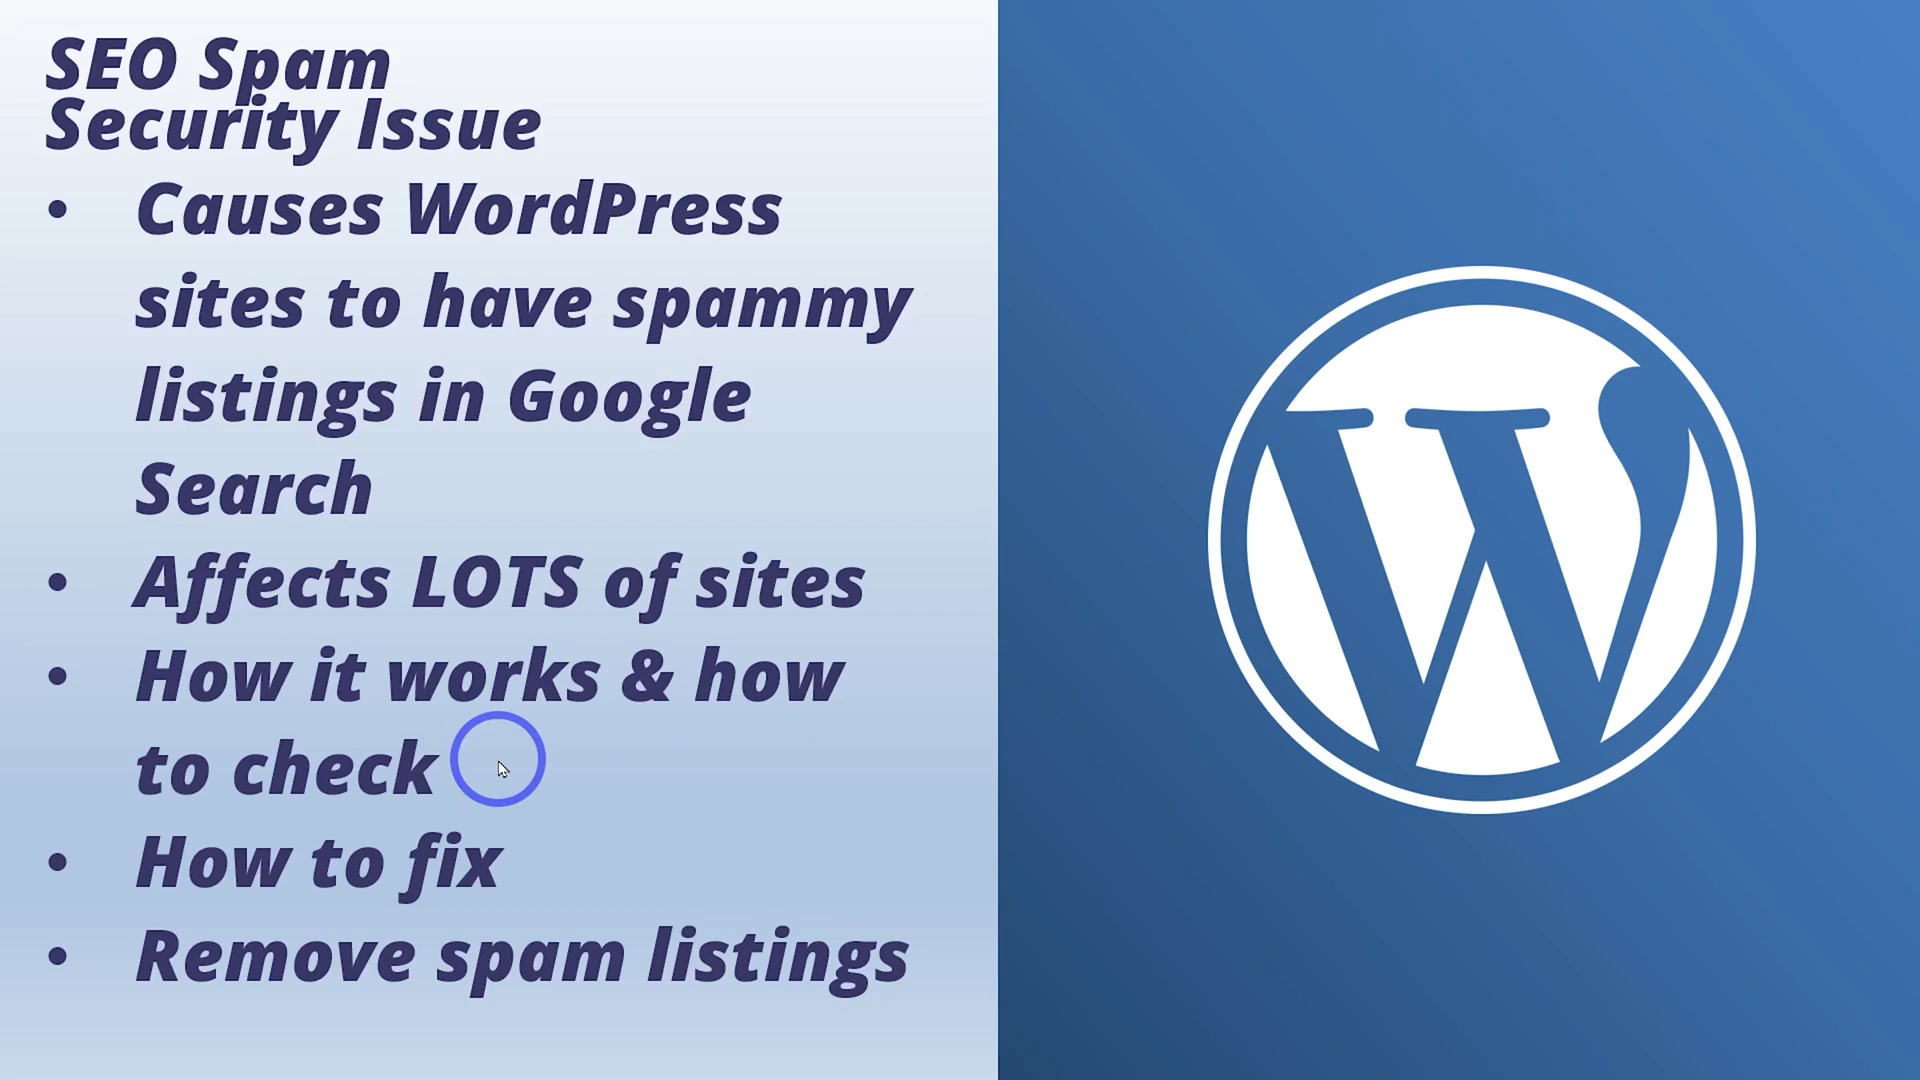 SEO Spam
Security Issue
• Causes WordPress
sites to have spammy
listings in Google
Search
• Affects LOTS of sites
• How it works & how
to check
• How to fix
• Remove spam listings